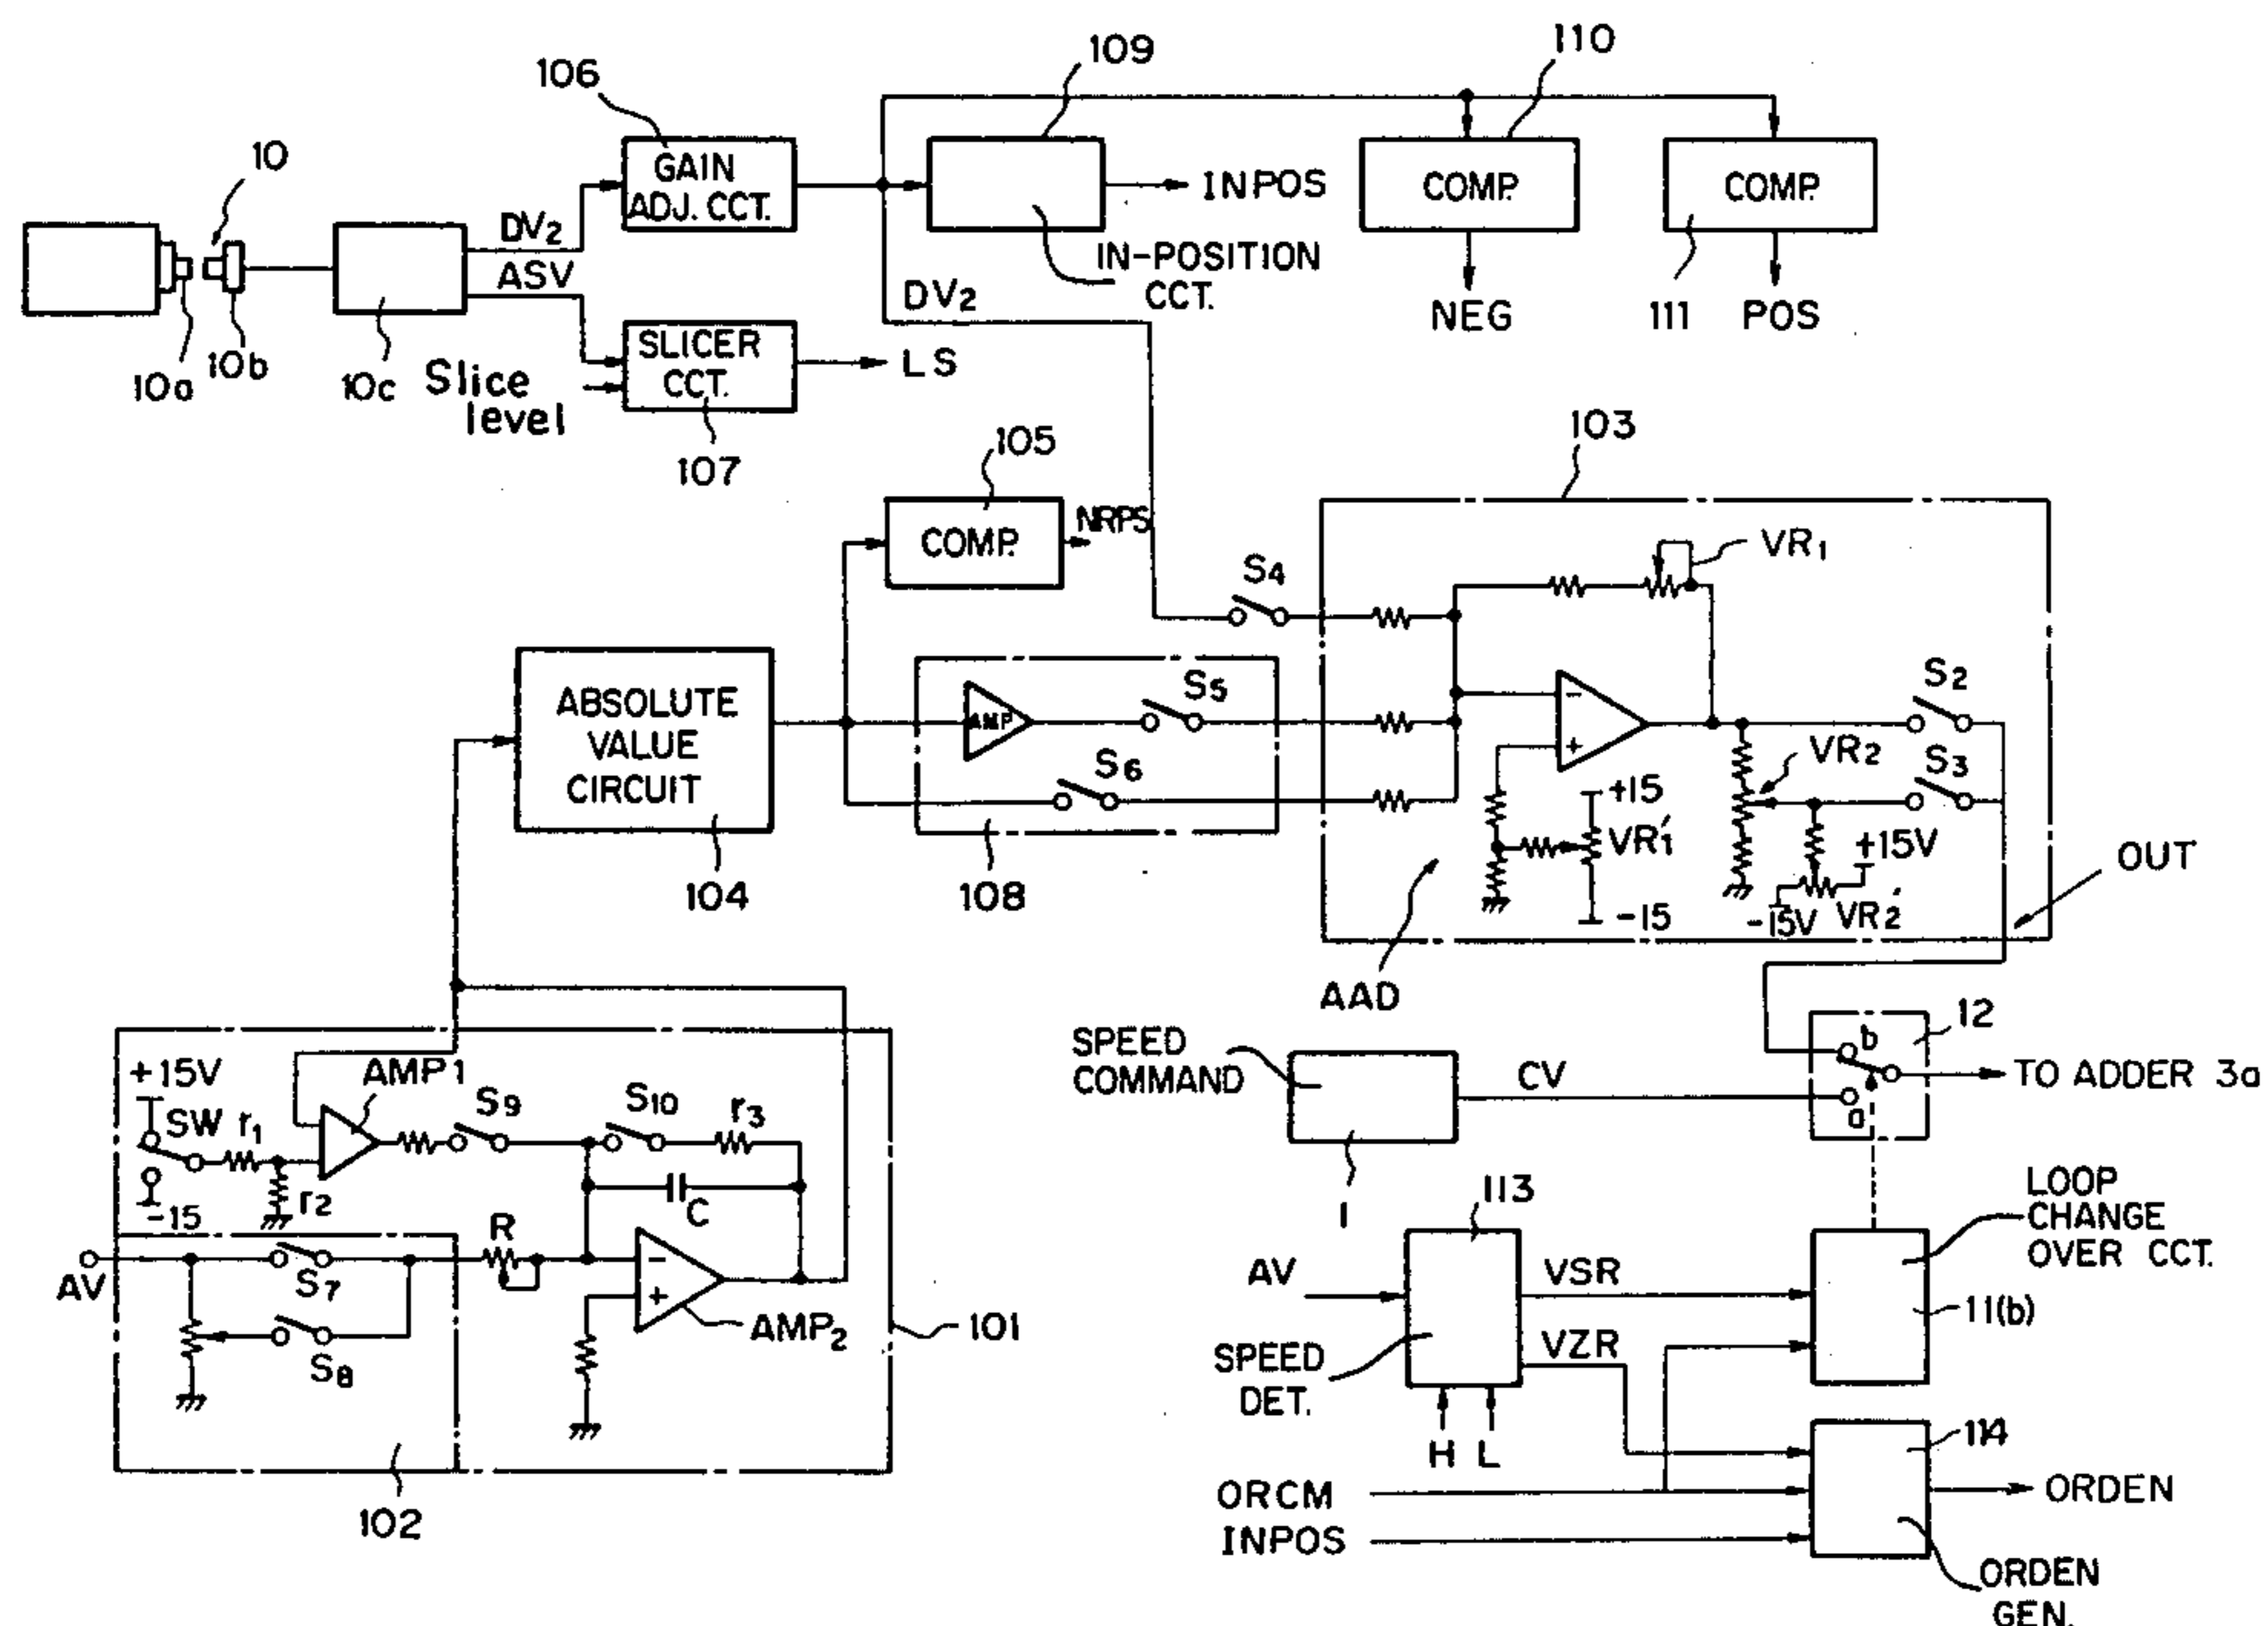 109
110
106
10
GAIN
ADJ. CCT.
COMP.
COMP.
INPOS
DV2
ASV
IN-POSITION
CCT.
DV2
NEG
111
POS
10a
10b
10c
Slice
level
SLICER
CCT.
LS
107
105
103
COMP.
NRPS
S4
VR1
ABSOLUTE
VALUE
CIRCUIT
AMP
S5
S6
-
+
S2
VR2
S3
+15
VR1'
-15
+15V
-15V
VR2'
OUT
104
108
AAD
12
SPEED
COMMAND
CV
b
a
TO ADDER 3a
1
+15V
AMP1
SW
r1
S9
S10
r3
r2
-15
C
R
-
+
AV
S7
S8
AMP2
101
102
113
LOOP
CHANGE
OVER CCT.
AV
VSR
11(b)
VZR
SPEED
DET.
H
L
114
ORCM
INPOS
ORDEN
ORDEN
GEN.